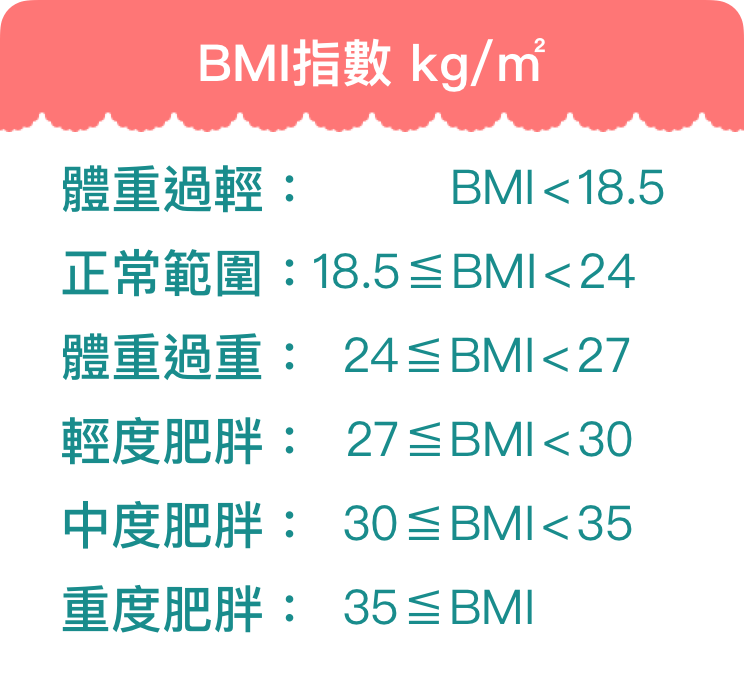 BMI指數 kg/㎡
體重過輕： BMI<18.5
正常範圍：18.5≦BMI<24
體重過重： 24≦BMI<27
輕度肥胖： 27≦BMI<30
中度肥胖： 30≦BMI<35
重度肥胖： 35≦BMI